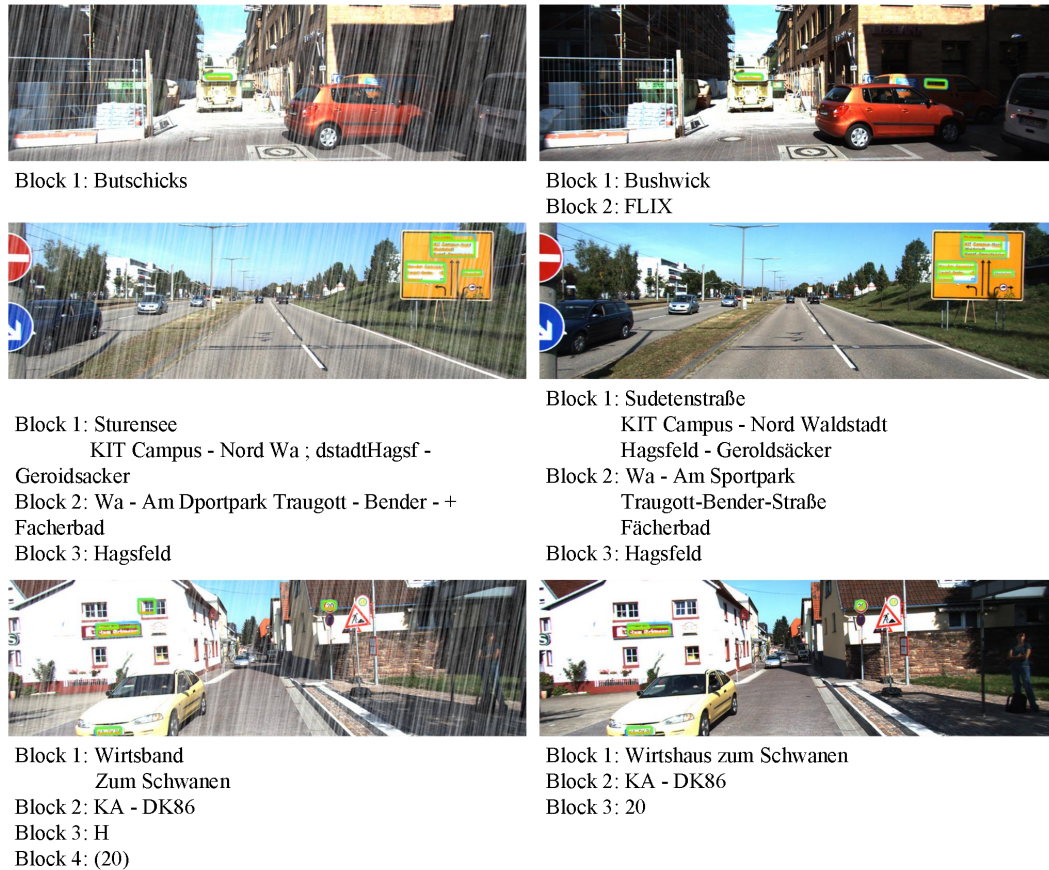 Block 1: Butschicks
Block 1: Bushwick
Block 2: FLIX
Block 1: Sturensee
KIT Campus - Nord Wa ; dstadtHagsf -
Geroidsacker
Block 2: Wa - Am Dportpark Traugott - Bender - +
Facherbad
Block 3: Hagsfeld
Block 1: Sudetenstraße
KIT Campus - Nord Waldstadt
Hagsfeld - Geroldsäcker
Block 2: Wa - Am Sportpark
Traugott-Bender-Straße
Fächerbad
Block 3: Hagsfeld
Block 1: Wirtsband
Zum Schwanen
Block 2: KA - DK86
Block 3: H
Block 4: (20)
Block 1: Wirtshaus zum Schwanen
Block 2: KA - DK86
Block 3: 20